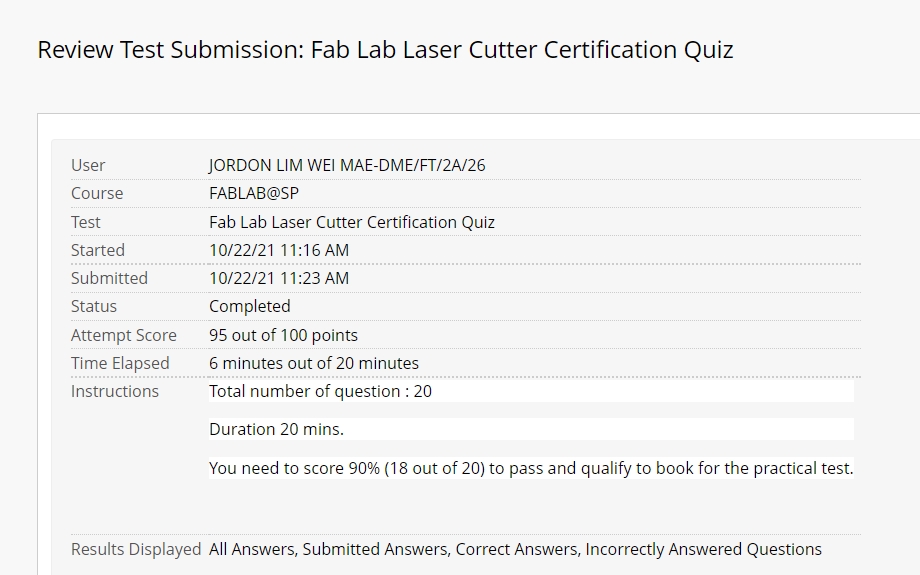 Review Test Submission: Fab Lab Laser Cutter Certification Quiz
User JORDON LIM WEI MAE-DME/FT/2A/26
Course FABLAB@SP
Test Fab Lab Laser Cutter Certification Quiz
Started 10/22/21 11:16 AM
Submitted 10/22/21 11:23 AM
Status Completed
Attempt Score 95 out of 100 points
Time Elapsed 6 minutes out of 20 minutes
Instructions Total number of question : 20
Duration 20 mins.
You need to score 90% (18 out of 20) to pass and qualify to book for the practical test.
Results Displayed All Answers, Submitted Answers, Correct Answers, Incorrectly Answered Questions